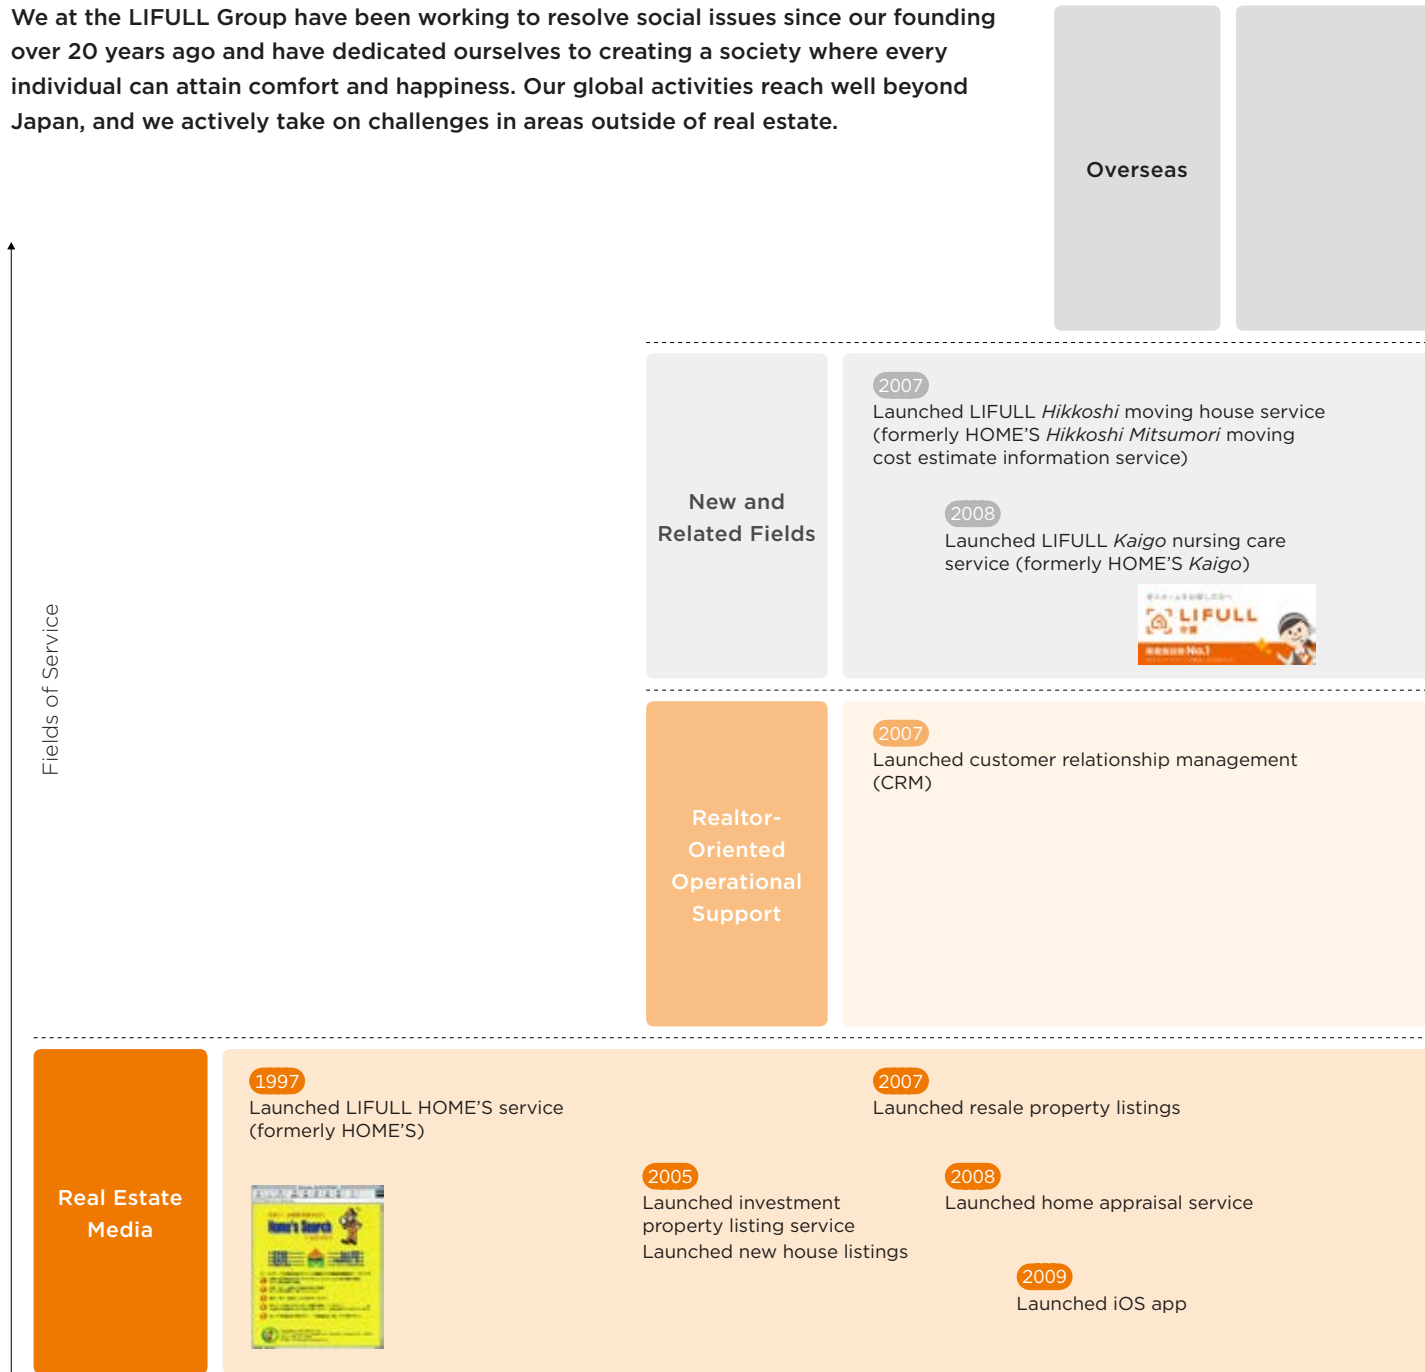 We at the LIFULL Group have been working to resolve social issues since our founding
over 20 years ago and have dedicated ourselves to creating a society where every
individual can attain comfort and happiness. Our global activities reach well beyond
Japan, and we actively take on challenges in areas outside of real estate.
Overseas
Fields of Service
New and
Related Fields
2007
Launched LIFULL Hikkoshi moving house service
(formerly HOME'S Hikkoshi Mitsumori moving
cost estimate information service)
2008
Launched LIFULL Kaigo nursing care
service (formerly HOME'S Kaigo)
LIFULL
介護
No.1
Realtor-
Oriented
Operational
Support
2007
Launched customer relationship management
(CRM)
Real Estate
Media
1997
Launched LIFULL HOME'S service
(formerly HOME'S)
Home's Search
2005
Launched investment
property listing service
Launched new house listings
2007
Launched resale property listings
2008
Launched home appraisal service
2009
Launched iOS app